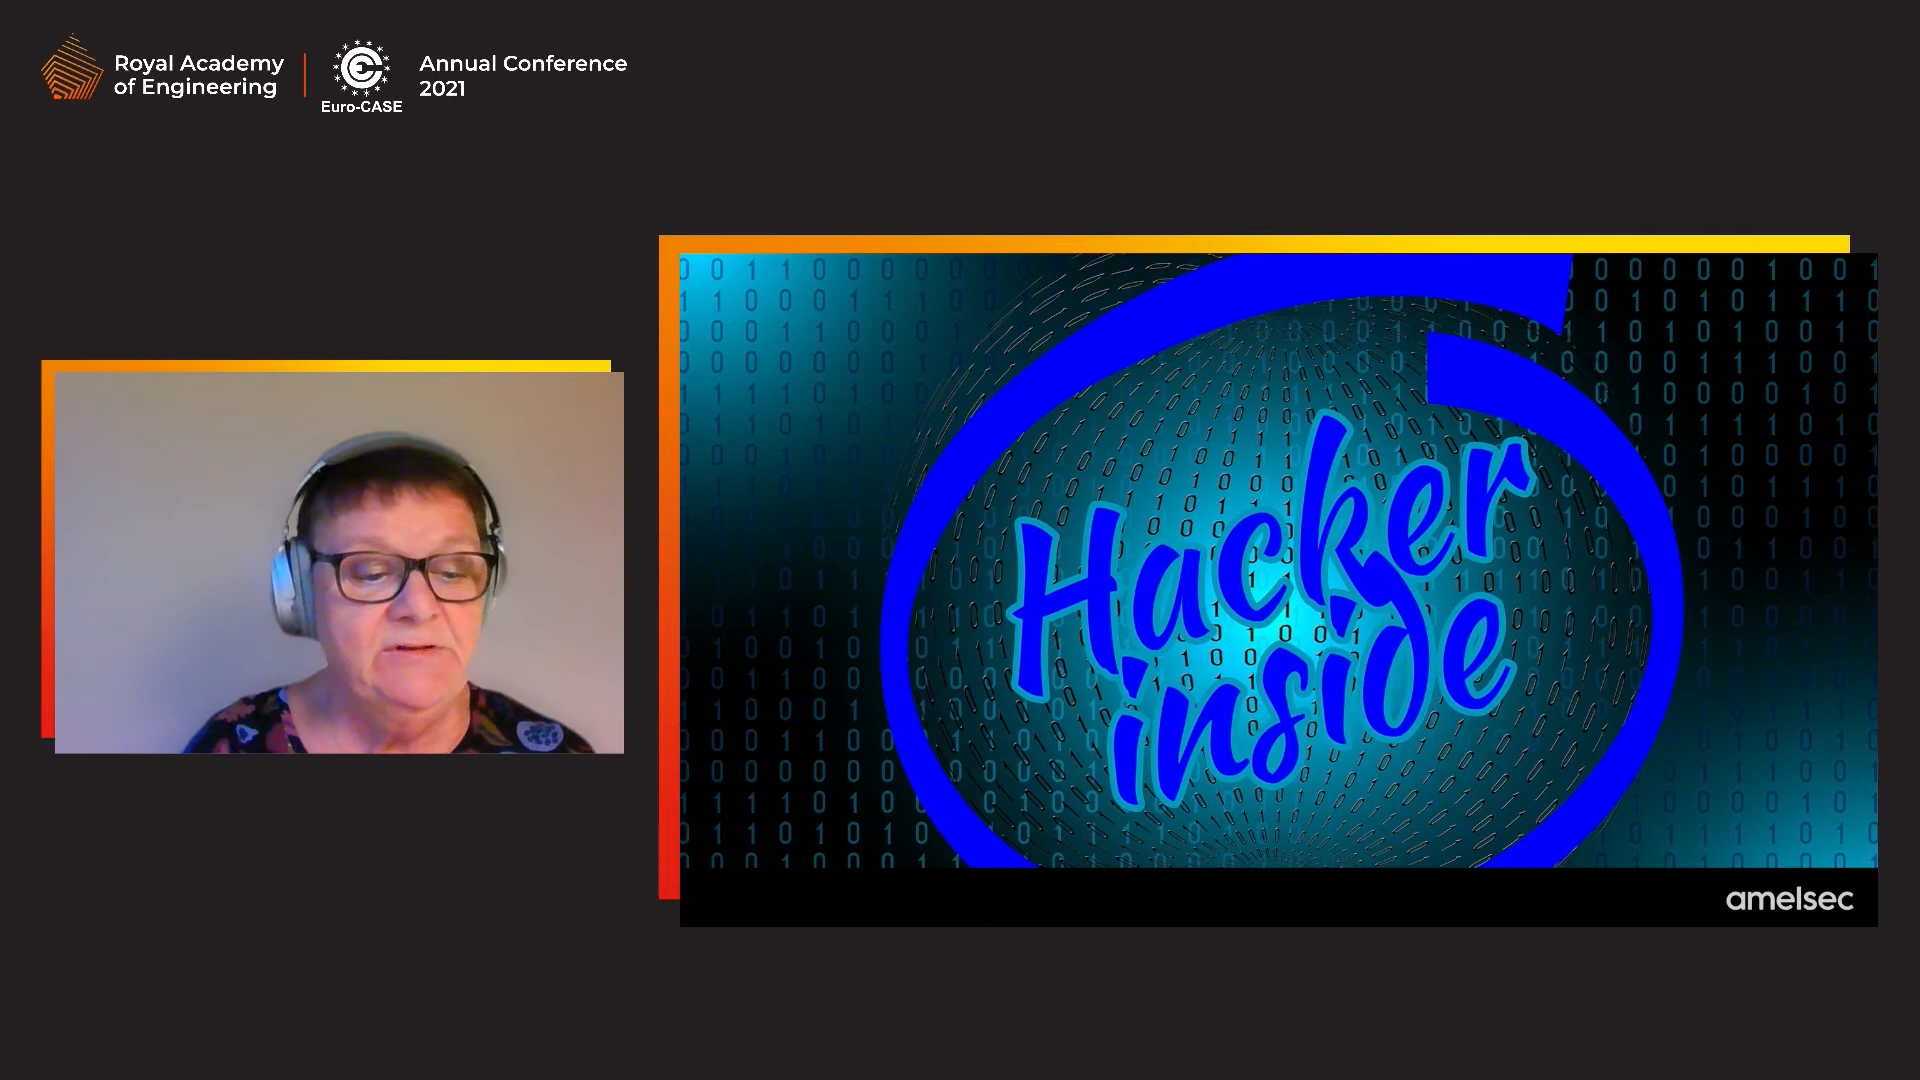 Royal Academy
of Engineering
Euro-CASE
Annual Conference
2021
Hacker
inside
amelsec